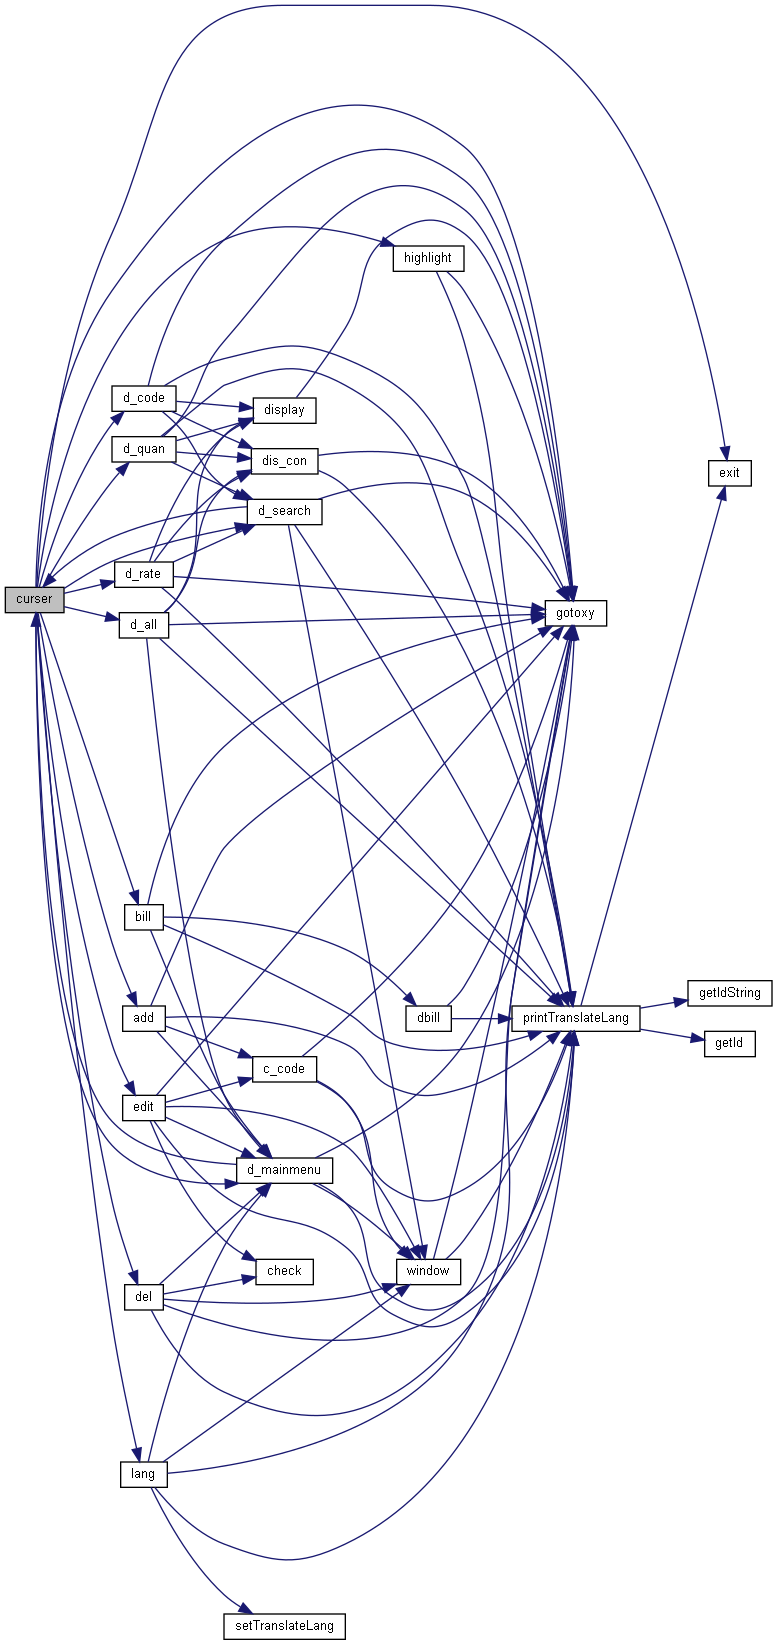 highlight
d_code
display
d_quan
dis_con
exit
d_search
d_rate
curser
gotoxy
d_all
bill
getIdString
add
dbill
printTranslateLang
getId
c_code
edit
d_mainmenu
check
window
del
lang
setTranslateLang